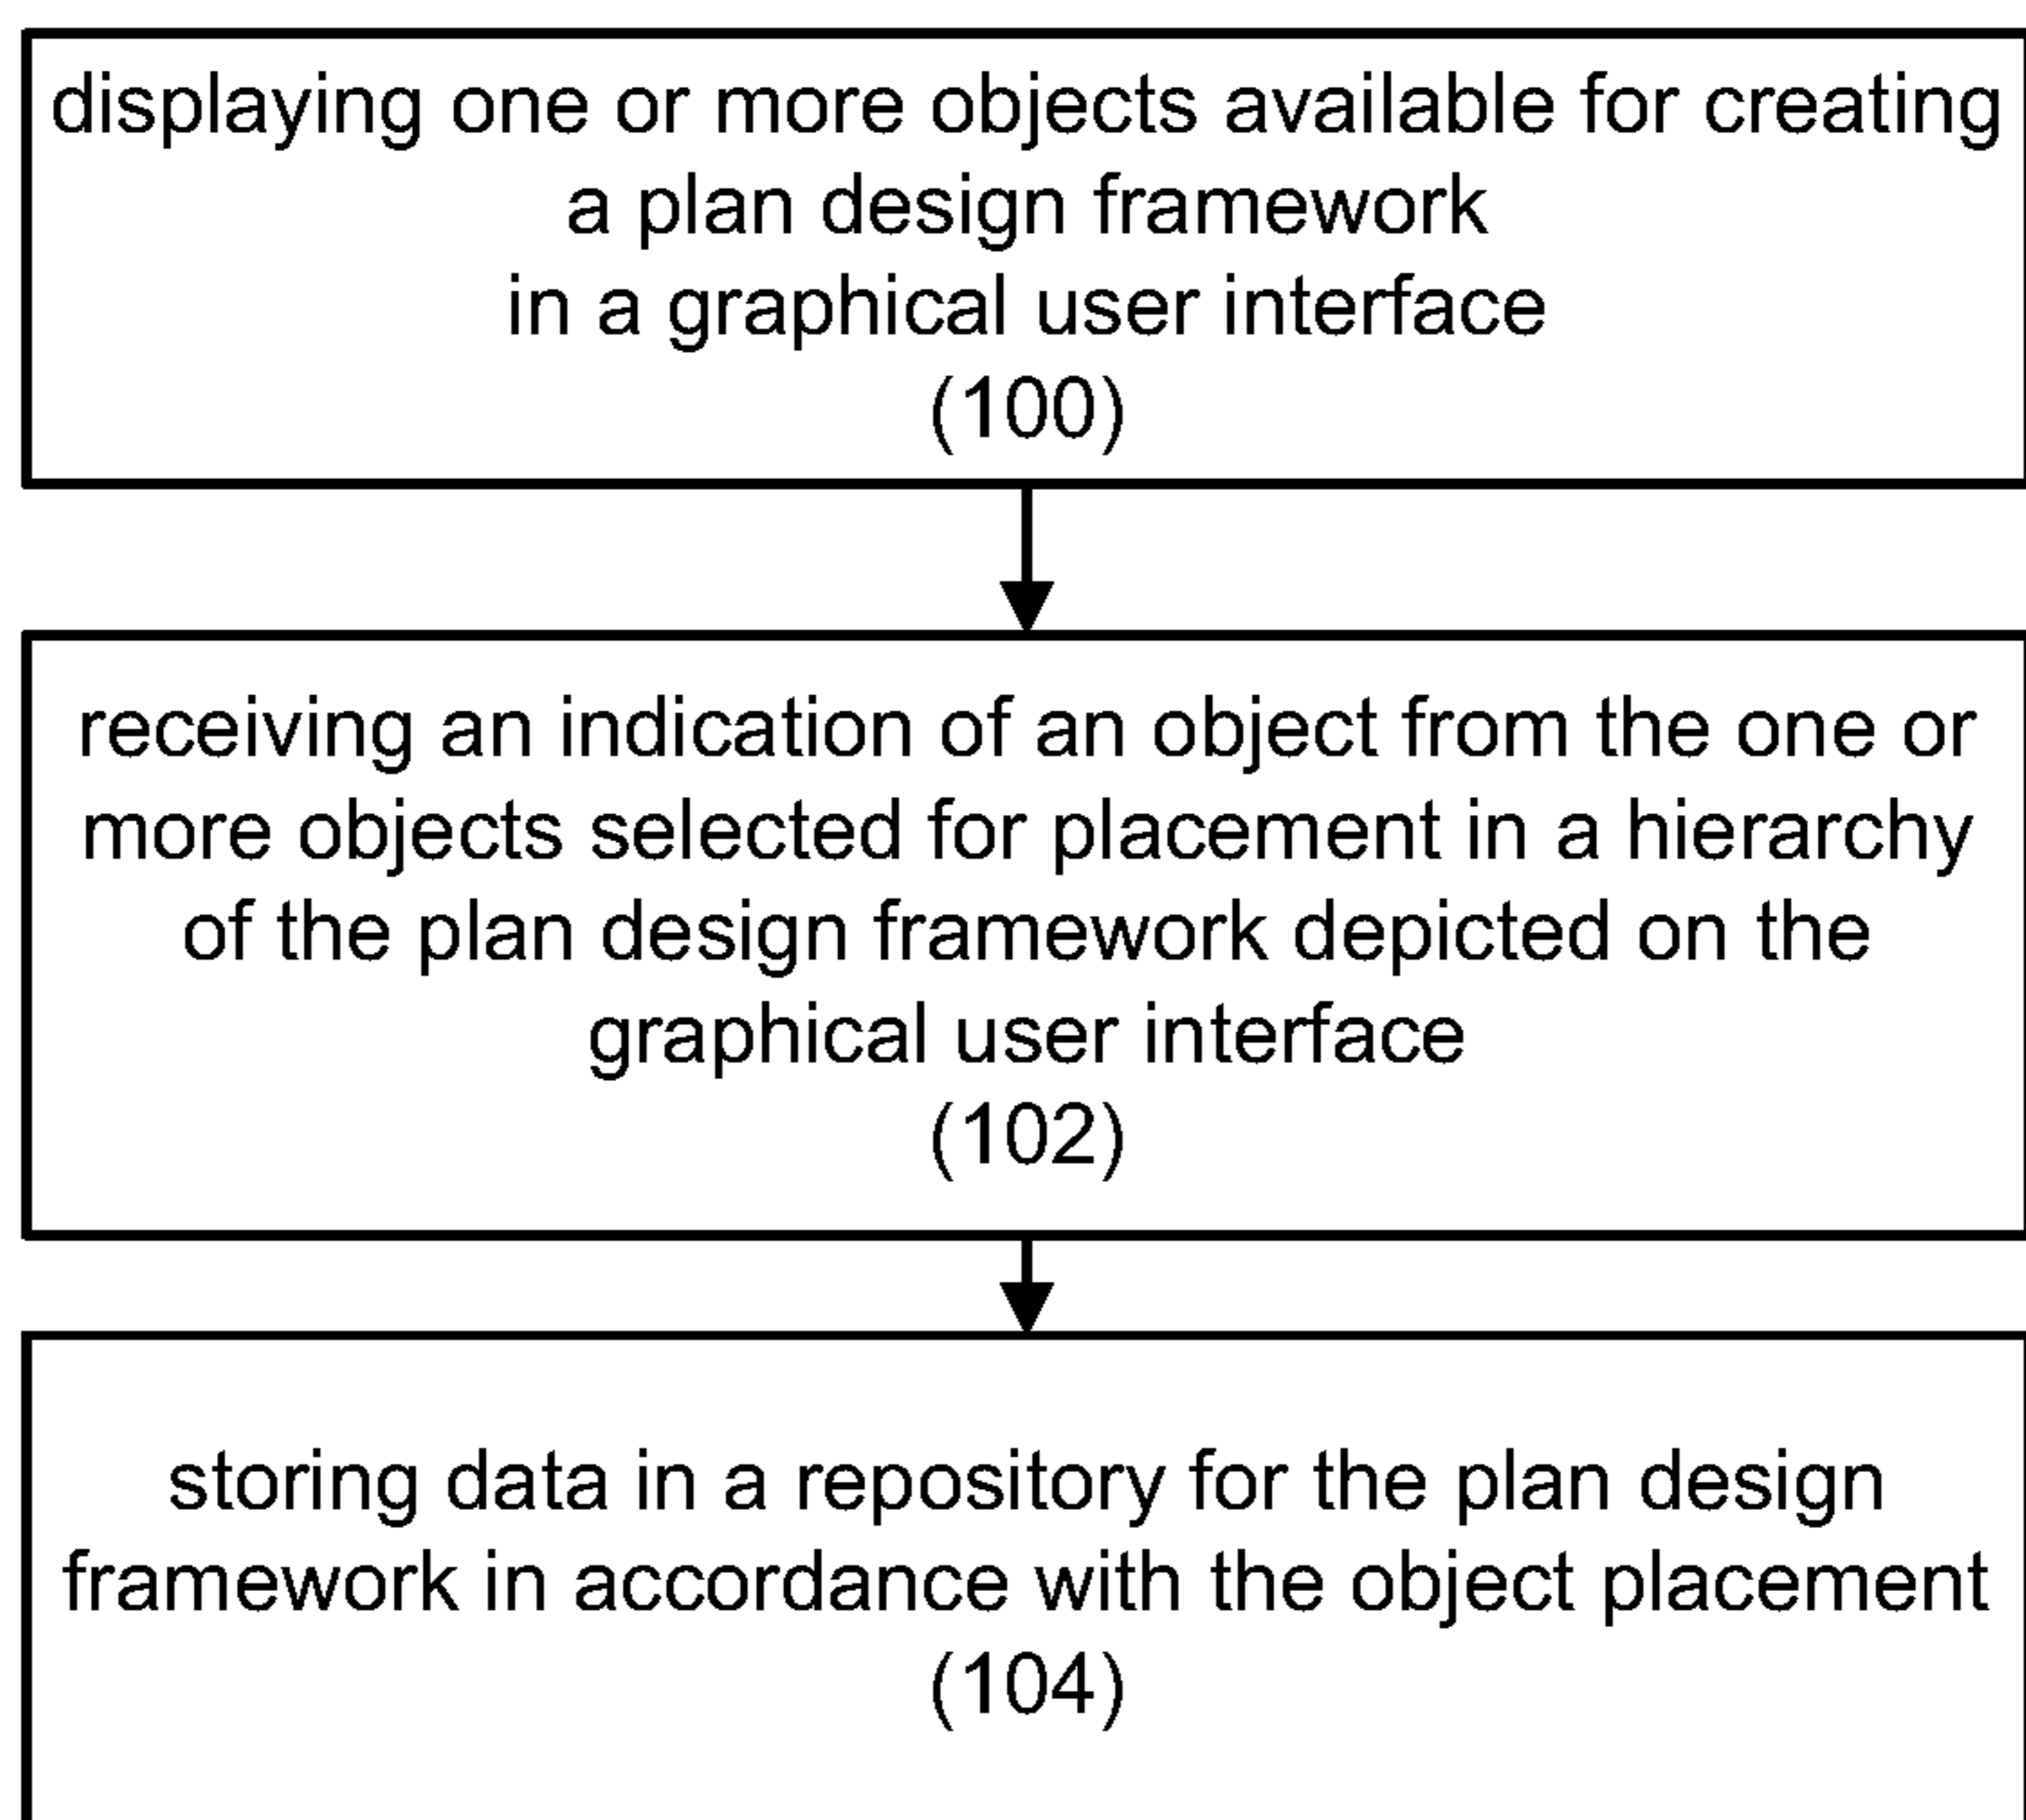 displaying one or more objects available for creating
a plan design framework
in a graphical user interface
(100)
receiving an indication of an object from the one or
more objects selected for placement in a hierarchy
of the plan design framework depicted on the
graphical user interface
(102)
storing data in a repository for the plan design
framework in accordance with the object placement
(104)